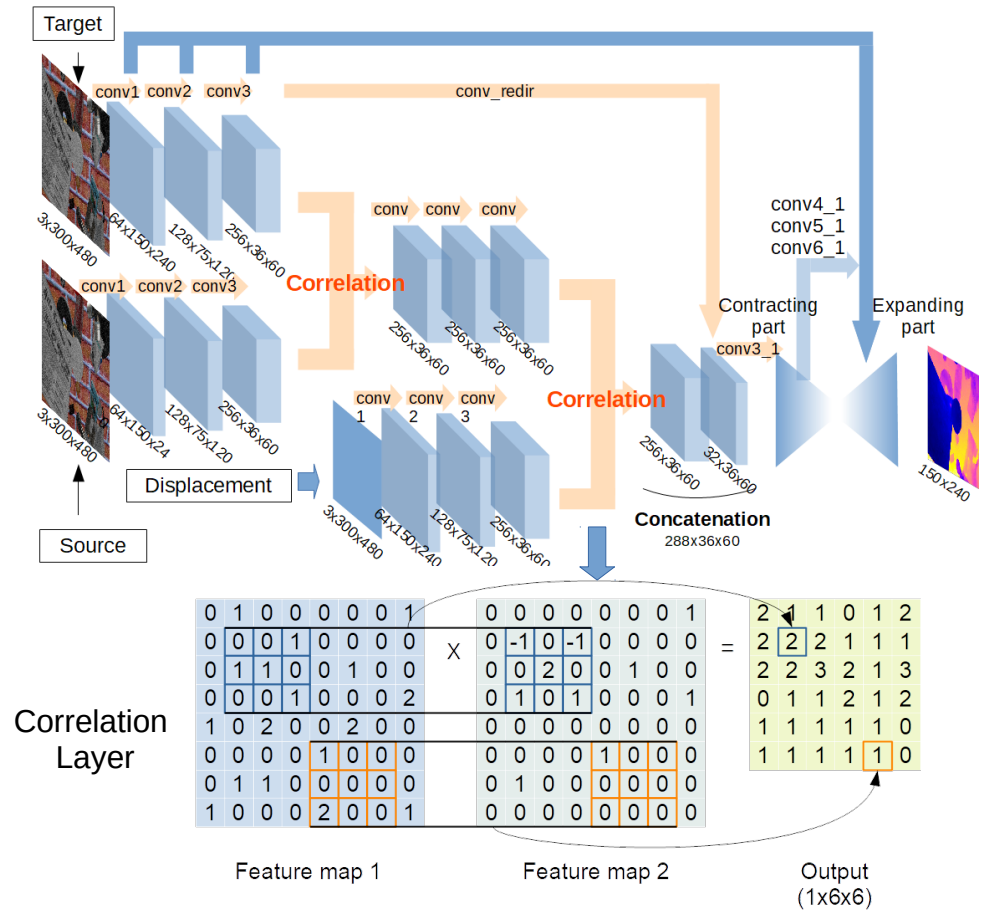 Target
conv1 conv2 conv3
conv_redir
3x300x480
64x150x240
128x75x120
256x36x60
conv4_1
conv5_1
conv6_1
conv conv conv
Correlation
conv1 conv2 conv3
256x36x60
256x36x60
256x36x60
Contracting
part
Expanding
part
conv3_1
3x300x480
64x150x24
128x75x120
256x36x60
conv conv conv
1 2 3
Correlation
256x36x60
32x36x60
150x240
Displacement
3x300x480
64x150x240
128x75x120
256x36x60
Concatenation
288x36x60
Source
0 1 0 0 0 0 0 1
0 0 0 1 0 0 0 0
0 1 1 0 0 1 0 0
0 0 0 1 0 0 0 2
1 0 2 0 0 2 0 0
0 0 0 0 1 0 0 0
0 1 1 0 0 0 0 0
1 0 0 0 2 0 0 1
X
0 0 0 0 0 0 0 1
0 -1 0 -1 0 0 0 0
0 0 2 0 0 1 0 0
0 1 0 1 0 0 0 1
0 0 0 0 0 0 0 0
0 0 0 0 1 0 0 0
0 1 0 0 0 0 0 0
0 0 0 0 0 0 0 0
=
2 1 1 0 1 2
2 2 2 1 1 1
2 2 3 2 1 3
0 1 1 2 1 2
1 1 1 1 1 0
1 1 1 1 1 0
Correlation
Layer
Feature map 1
Feature map 2
Output
(1x6x6)